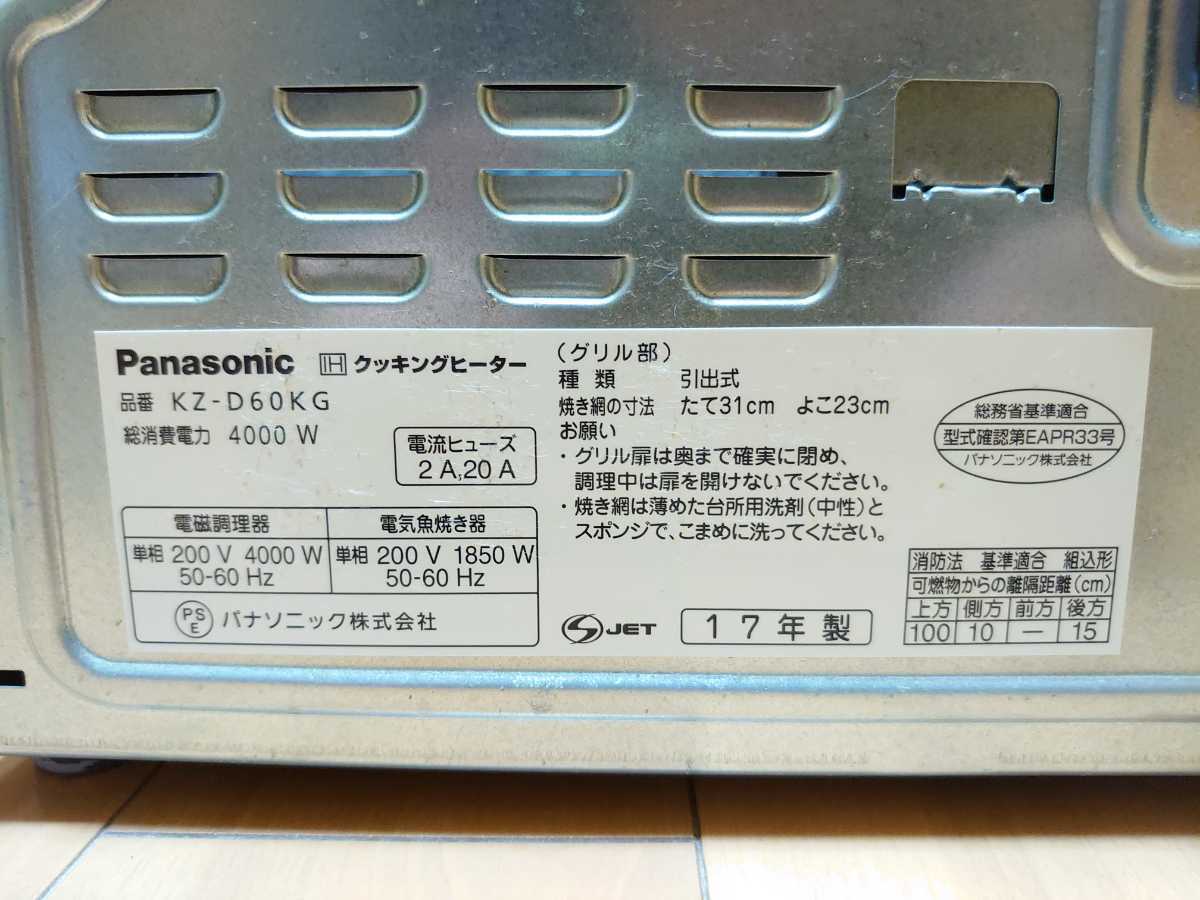 Panasonic IH クッキングヒーター
品番 KZ-D60KG
総消費電力 4000 W
電流ヒューズ
2 A,20 A
電磁調理器 電気魚焼き器
単相 200 V 4000 W 単相 200 V 1850 W
50-60 Hz 50-60 Hz
PS
E パナソニック株式会社
(グリル部)
種類 引出式
焼き網の寸法 たて31cm よこ23cm
お願い
・グリル扉は奥まで確実に閉め、
調理中は扉を開けないでください。
・焼き網は薄めた台所用洗剤(中性)と
スポンジで、こまめに洗ってください。
S JET 17年製
総務省基準適合
型式確認第EAPR33号
パナソニック株式会社
消防法 基準適合 組込形
可燃物からの離隔距離(cm)
上方 側方 前方 後方
100 10 — 15